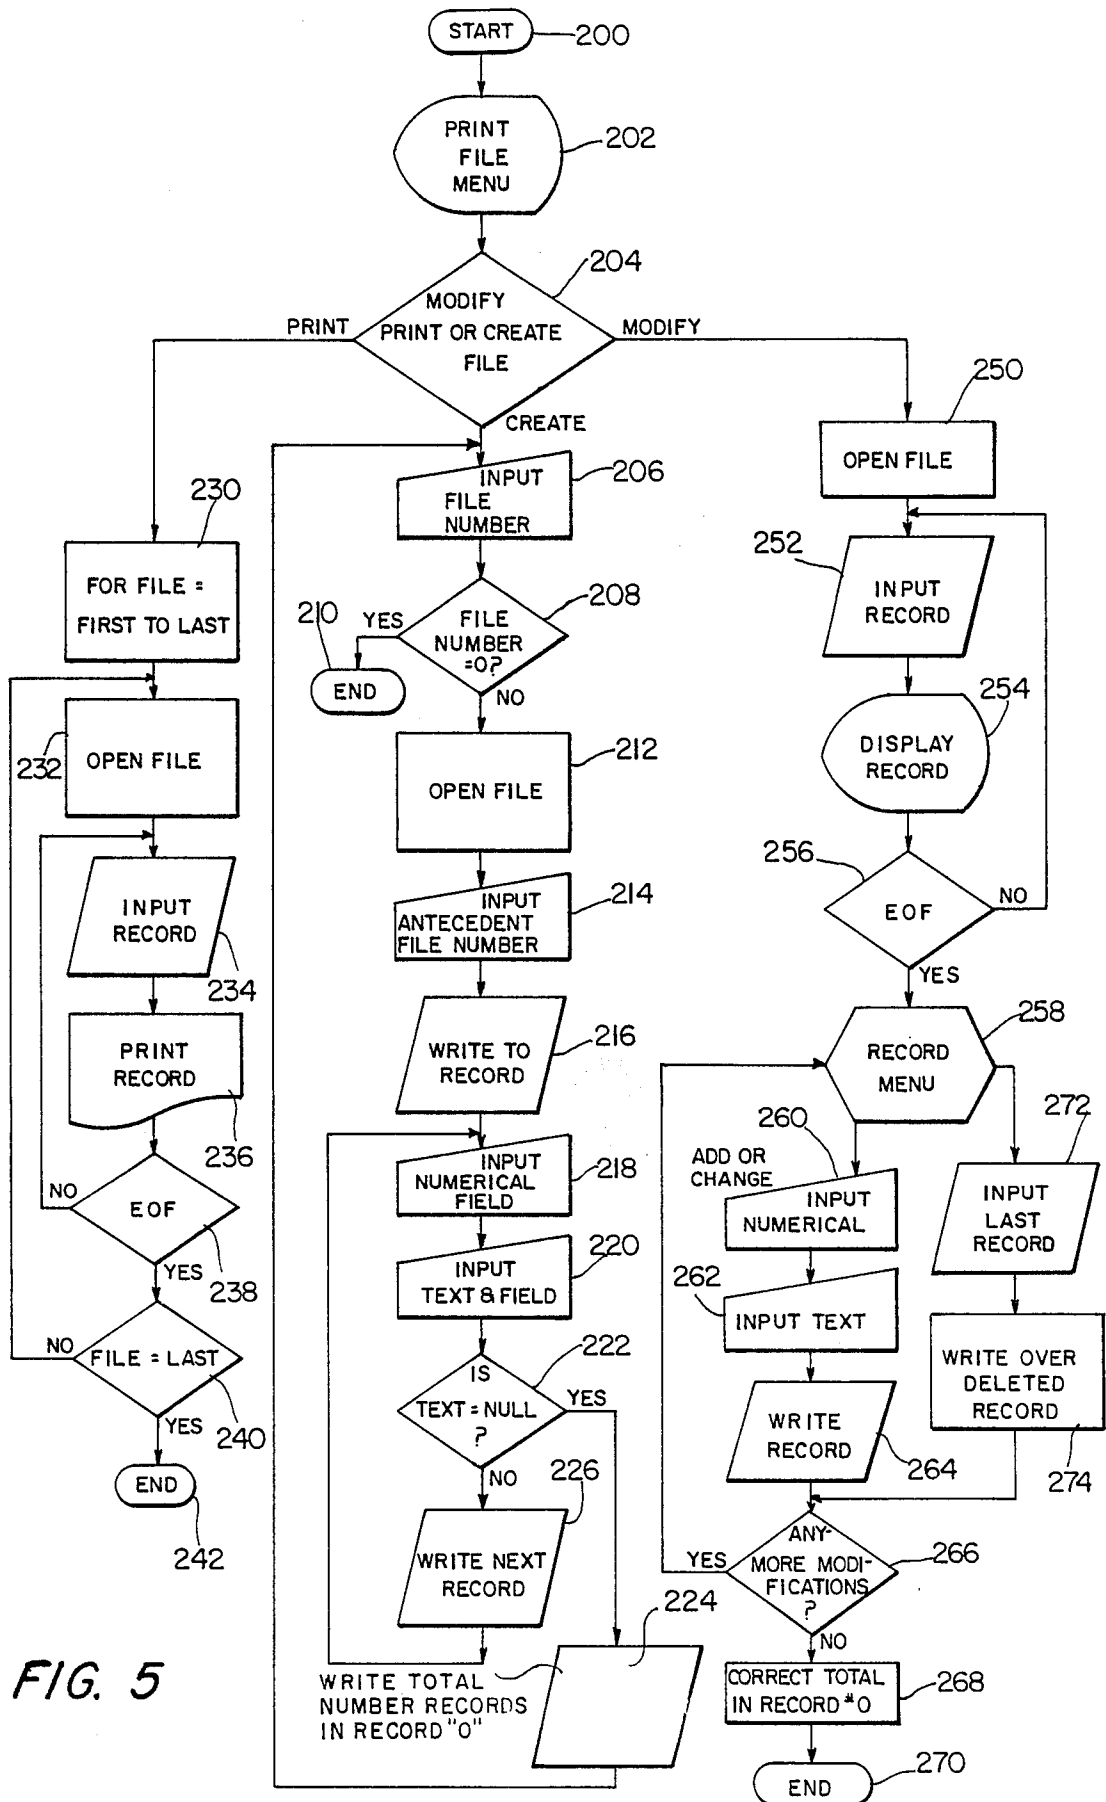 START
200
PRINT
FILE
MENU
202
204
MODIFY
PRINT OR CREATE
FILE
PRINT
MODIFY
CREATE
230
FOR FILE =
FIRST TO LAST
232
OPEN FILE
INPUT
RECORD
234
PRINT
RECORD
236
NO
EOF
YES
238
NO
FILE = LAST
YES
240
END
242
INPUT
FILE
NUMBER
206
208
210
YES
FILE
NUMBER
=0?
END
NO
212
OPEN FILE
214
INPUT
ANTECEDENT
FILE NUMBER
216
WRITE TO
RECORD
INPUT
NUMERICAL
FIELD
218
220
INPUT
TEXT & FIELD
222
IS
TEXT = NULL
?
YES
NO
226
WRITE NEXT
RECORD
224
WRITE TOTAL
NUMBER RECORDS
IN RECORD "0"
250
OPEN FILE
252
INPUT
RECORD
254
DISPLAY
RECORD
256
EOF
NO
YES
258
RECORD
MENU
260
272
ADD OR
CHANGE
INPUT
NUMERICAL
INPUT
LAST
RECORD
262
INPUT TEXT
WRITE OVER
DELETED
RECORD
WRITE
RECORD
264
274
ANY-
MORE MODI-
FICATIONS
?
266
YES
NO
CORRECT TOTAL
IN RECORD #0
268
END
270
FIG. 5